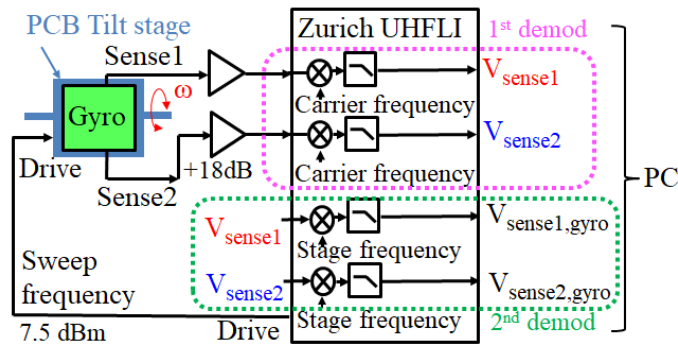 PCB Tilt stage
Zurich UHFLI
1st demod
Sense1
Vsense1
ω
Gyro
Carrier frequency
Vsense2
Drive
+18dB
Carrier frequency
Sense2
PC
Vsense1
Vsense1,gyro
Stage frequency
Sweep
frequency
Vsense2
Vsense2,gyro
7.5 dBm
Drive
Stage frequency
2nd demod